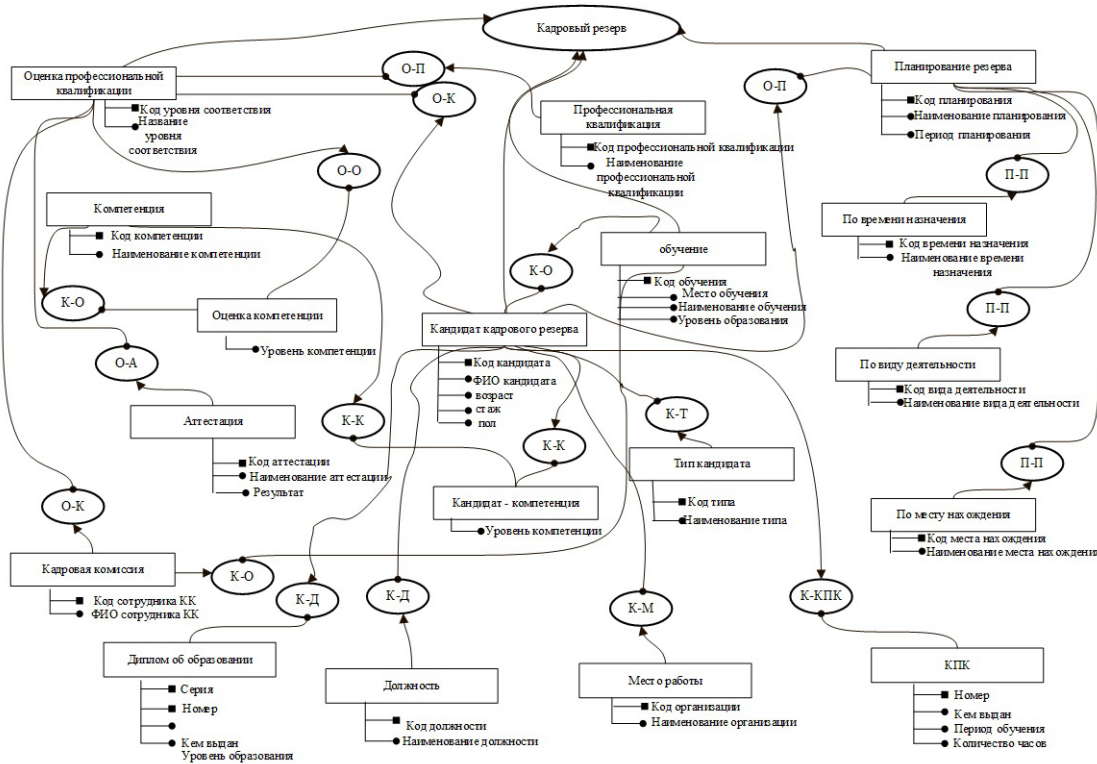 Кадровый резерв
Оценка профессиональной
квалификации
Код уровня соответствия
Название
уровня
соответствия
О-П
О-К
О-П
Планирование резерва
Код планирования
Наименование планирования
Период планирования
Профессиональная
квалификация
Код профессиональной квалификации
Наименование
профессиональной
квалификации
О-О
П-П
Компетенция
Код компетенции
Наименование компетенции
По времени назначения
Код времени назначения
Наименование времени
назначения
обучение
Код обучения
Место обучения
Наименование обучения
Уровень образования
К-О
К-О
Оценка компетенции
Уровень компетенции
П-П
Кандидат кадрового резерва
Код кандидата
ФИО кандидата
возраст
стаж
пол
О-А
По виду деятельности
Код вида деятельности
Наименование вида деятельности
Аттестация
Код аттестации
Наименование аттестации
Результат
К-К
К-К
К-Т
Тип кандидата
Код типа
Наименование типа
П-П
Кандидат - компетенция
Уровень компетенции
По месту нахождения
Код места нахождения
Наименование места нахождения
О-К
Кадровая комиссия
Код сотрудника КК
ФИО сотрудника КК
К-О
К-Д
К-Д
К-М
К-КПК
Диплом об образовании
Серия
Номер
Кем выдан
Уровень образования
Должность
Код должности
Наименование должности
Место работы
Код организации
Наименование организации
КПК
Номер
Кем выдан
Период обучения
Количество часов